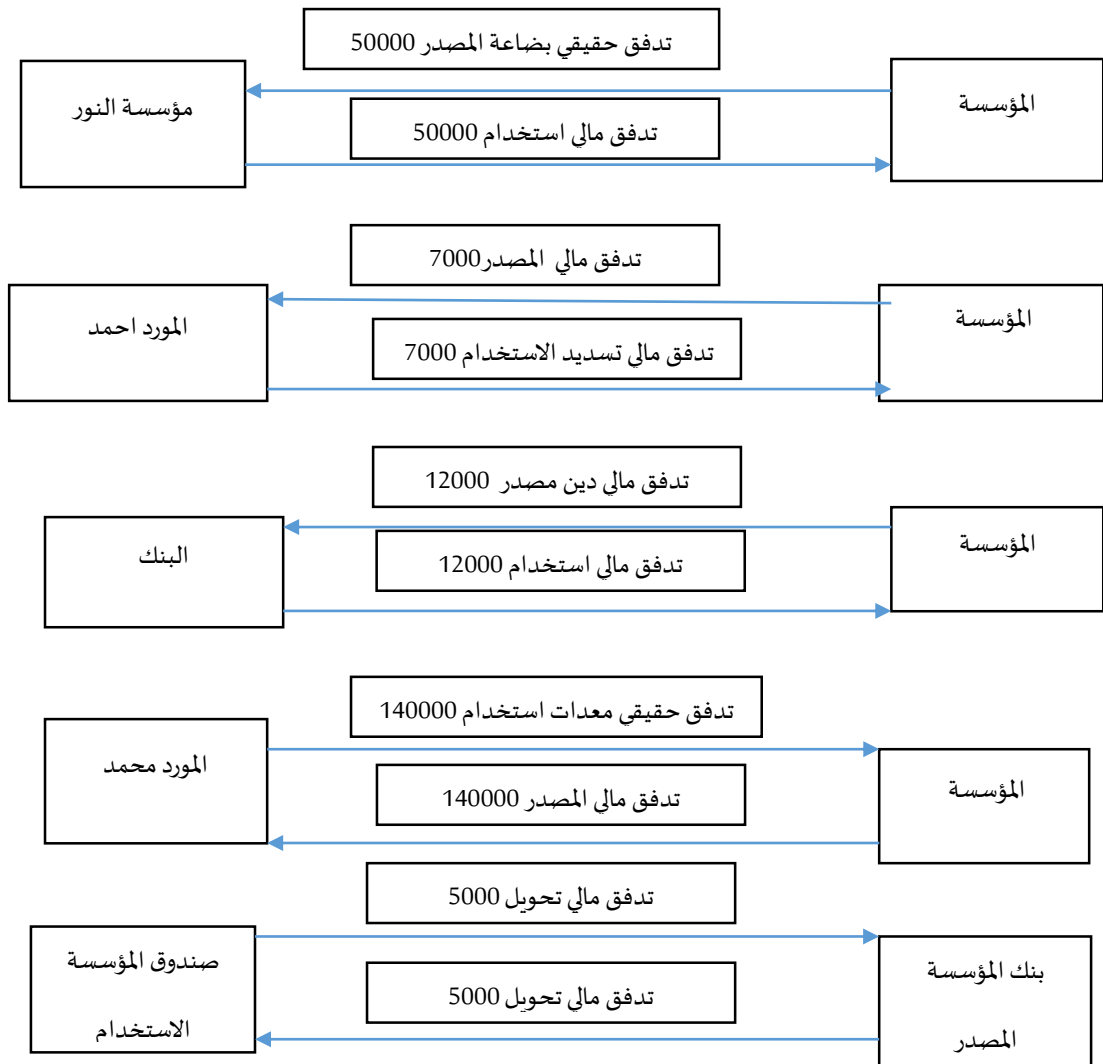 تدفق حقيقي بضاعة المصدر 50000
المؤسسة
مؤسسة النور
تدفق مالي استخدام 50000
تدفق مالي المصدر7000
المؤسسة
المورد احمد
تدفق مالي تسديد الاستخدام 7000
تدفق مالي دين مصدر 12000
المؤسسة
البنك
تدفق مالي استخدام 12000
تدفق حقيقي معدات استخدام 140000
المؤسسة
المورد محمد
تدفق مالي المصدر 140000
تدفق مالي تحويل 5000
بنك المؤسسة
المصدر
صندوق المؤسسة
الاستخدام
تدفق مالي تحويل 5000